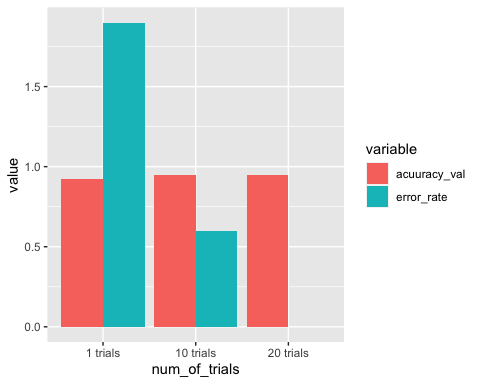 value
1.5
1.0
0.5
0.0
1 trials
10 trials
20 trials
num_of_trials
variable
acuuracy_val
error_rate